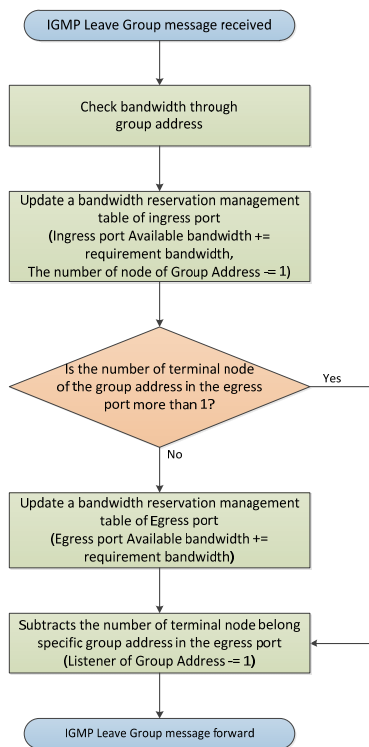 IGMP Leave Group message received
Check bandwidth through
group address
Update a bandwidth reservation management
table of ingress port
(Ingress port Available bandwidth +=
requirement bandwidth,
The number of node of Group Address -= 1)
Is the number of terminal node
of the group address in the egress
port more than 1?
Yes
No
Update a bandwidth reservation management
table of Egress port
(Egress port Available bandwidth +=
requirement bandwidth)
Subtracts the number of terminal node belong
specific group address in the egress port
(Listener of Group Address -= 1)
IGMP Leave Group message forward